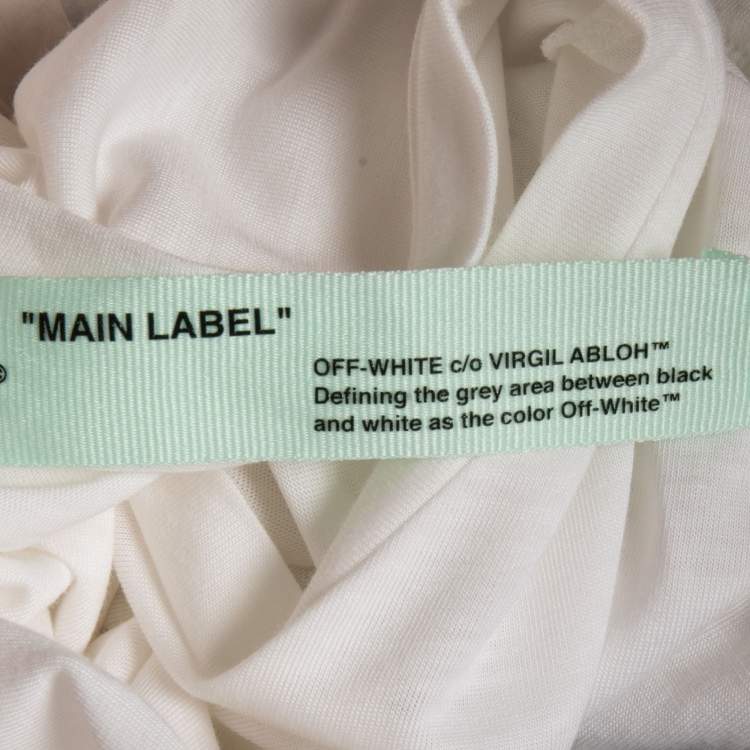 "MAIN LABEL"
©
OFF-WHITE c/o VIRGIL ABLOH™
Defining the grey area between black
and white as the color Off-White™